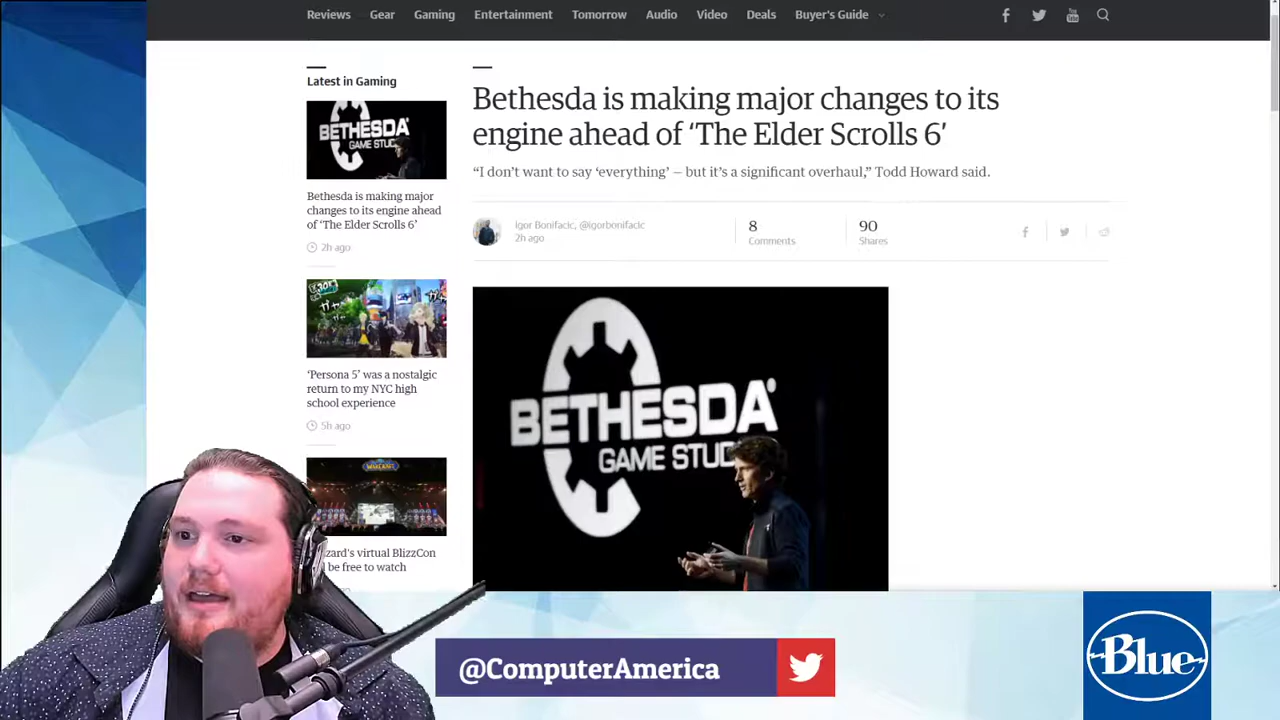 Reviews Gear Gaming Entertainment Tomorrow Audio Video Deals Buyer's Guide
Latest in Gaming
BETHESDA
GAME STUD
Bethesda is making major
changes to its engine ahead
of ‘The Elder Scrolls 6’
2h ago
‘Persona 5’ was a nostalgic
return to my NYC high
school experience
5h ago
zard's virtual BlizzCon
be free to watch
Bethesda is making major changes to its
engine ahead of ‘The Elder Scrolls 6’
“I don’t want to say ‘everything’ — but it’s a significant overhaul,” Todd Howard said.
Igor Bonifacic, @igorbonifacic
2h ago
8
Comments
90
Shares
BETHESDA
GAME STUD
@ComputerAmerica
Blue